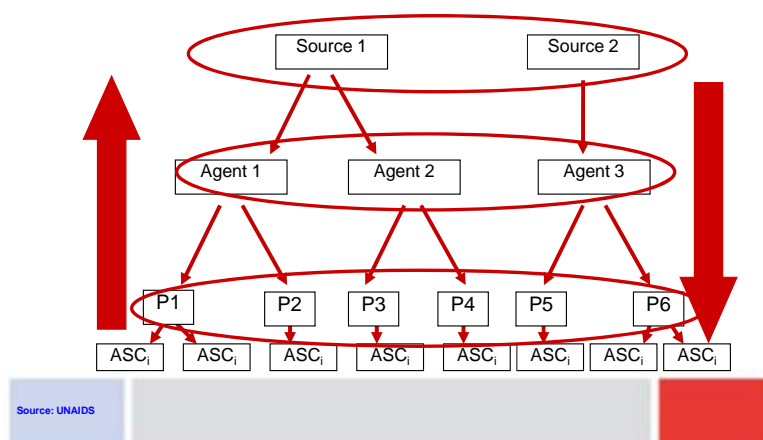 Source 1 Source 2
Agent 1 Agent 2 Agent 3
P1 P2 P3 P4 P5 P6
ASCi ASCi ASCi ASCi ASCi ASCi ASCi ASCi
Source: UNAIDS